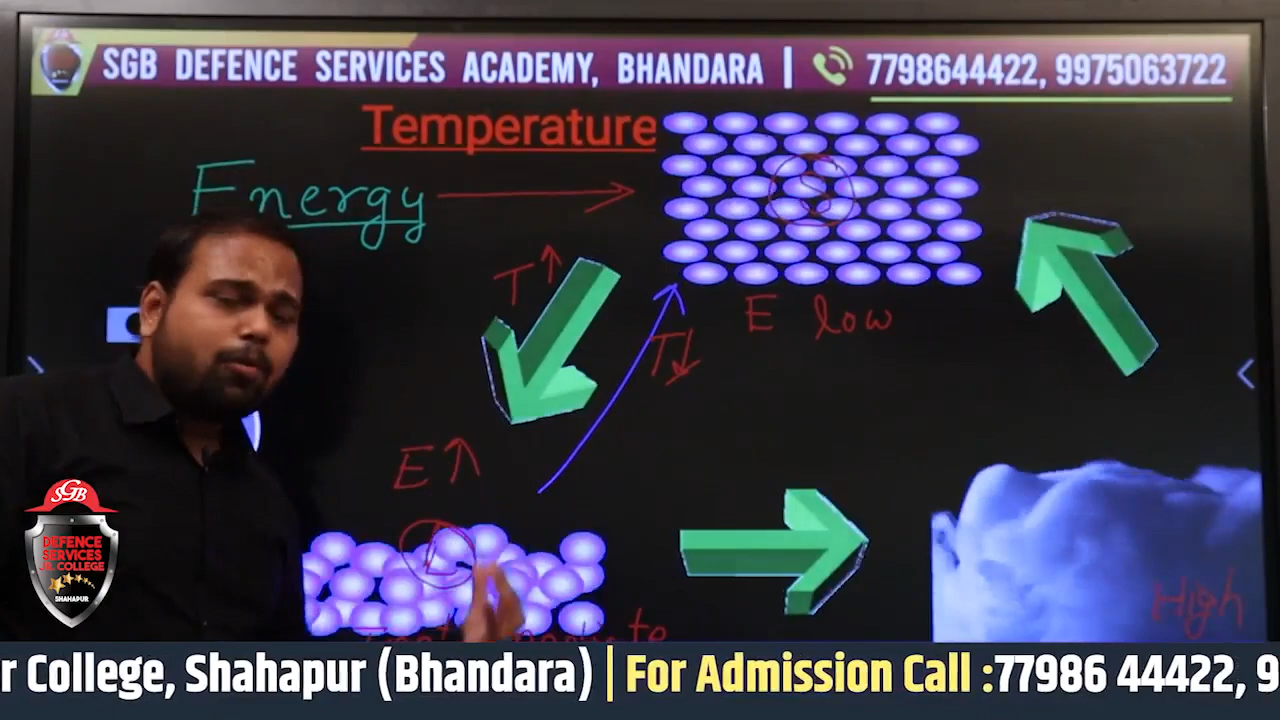 SGB DEFENCE SERVICES ACADEMY, BHANDARA | 7798644422, 9975063722
Temperature
Energy
S
T↑
E low
T↓
E↑
L
High
SGB
DEFENCE
SERVICES
JR. COLLEGE
SHAHAPUR
r College, Shahapur (Bhandara) | For Admission Call :77986 44422, 9